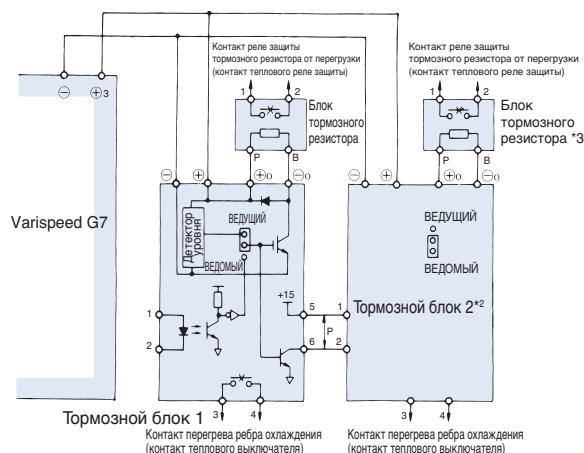 Контакт реле защиты
тормозного резистора от перегрузки
(контакт теплового реле защиты)
Контакт реле защиты
тормозного резистора от перегрузки
(контакт теплового реле защиты)
1 2
Блок
тормозного
резистора
P B
1 2
Блок
тормозного
резистора *3
P B
⊖ ⊕3
Varispeed G7
⊖ ⊕ ⊕0 ⊖0
⊖ ⊕ ⊕0 ⊖0
Детектор
уровня
ВЕДУЩИЙ
ВЕДОМЫЙ
+15
1
2
5
6
P
3 4
Тормозной блок 1
ВЕДУЩИЙ
ВЕДОМЫЙ
1
2
Тормозной блок 2*2
3 4
Контакт перегрева ребра охлаждения
(контакт теплового выключателя)
Контакт перегрева ребра охлаждения
(контакт теплового выключателя)